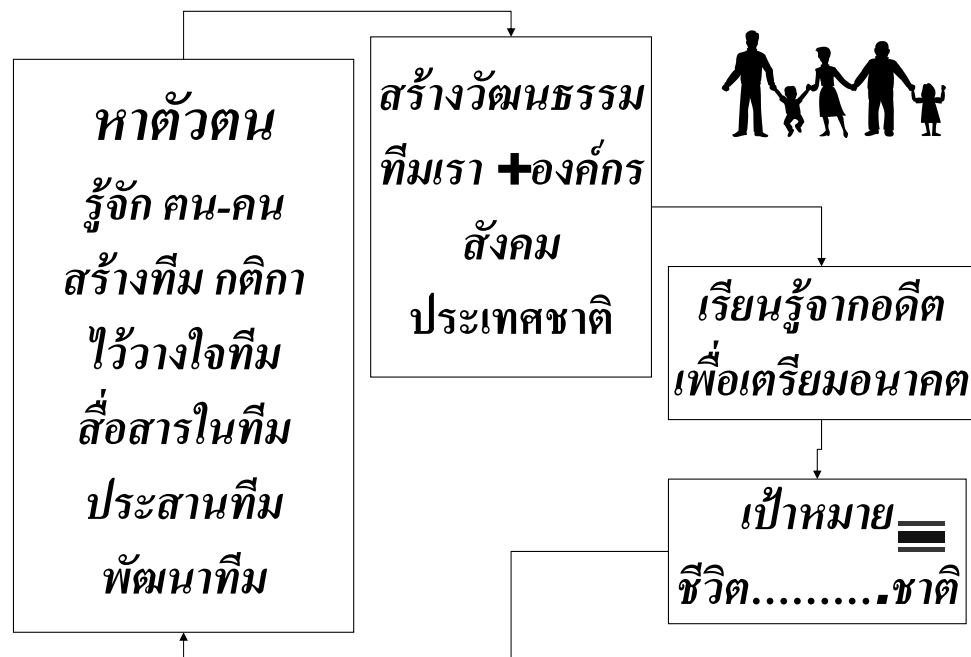 หาตัวตน
รู้จัก ตน-คน
สร้างทีม กติกา
ไว้วางใจทีม
สื่อสารในทีม
ประสานทีม
พัฒนาทีม
สร้างวัฒนธรรม
ทีมเรา +องค์กร
สังคม
ประเทศชาติ
เรียนรู้จากอดีต
เพื่อเตรียมอนาคต
เป้าหมาย
ชีวิต..........ชาติ